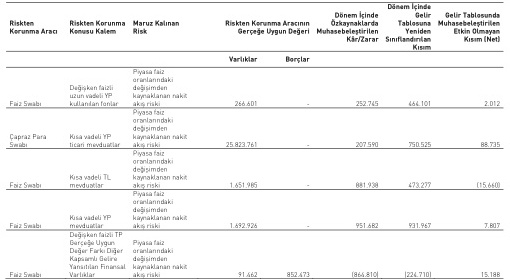 Riskten Korunma Aracı | Riskten Korunma Konusu Kalem | Maruz Kalınan Risk | Riskten Korunma Aracının Gerçeğe Uygun Değeri | Dönem İçinde Özkaynaklarda Muhasebeleştirilen Kâr/Zarar | Dönem İçinde Gelir Tablosuna Yeniden Sınıflandırılan Kısım | Gelir Tablosunda Muhasebeleştirilen Etkin Olmayan Kısım (Net)
Varlıklar | Borçlar
Faiz Swabı | Değişken faizli uzun vadeli YP kullanılan fonlar | Piyasa faiz oranlarındaki değişimden kaynaklanan nakit akış riski | 266.601 | - | 252.745 | 464.101 | 2.012
Çapraz Para Swabı | Kısa vadeli YP ticari mevduatlar | Piyasa faiz oranlarındaki değişimden kaynaklanan nakit akış riski | 25.823.761 | - | 207.590 | 750.525 | 88.735
Faiz Swabı | Kısa vadeli TL mevduatlar | Piyasa faiz oranlarındaki değişimden kaynaklanan nakit akış riski | 1.651.985 | - | 881.938 | 473.277 | (15.660)
Faiz Swabı | Kısa vadeli YP mevduatlar | Piyasa faiz oranlarındaki değişimden kaynaklanan nakit akış riski | 1.692.926 | - | 951.682 | 931.967 | 7.807
Faiz Swabı | Değişken faizli TP Gerçeğe Uygun Değer Farkı Diğer Kapsamlı Gelire Yansıtılan Finansal Varlıklar | Piyasa faiz oranlarındaki değişimden kaynaklanan nakit akış riski | 91.462 | 852.473 | (864.810) | (224.710) | 15.188